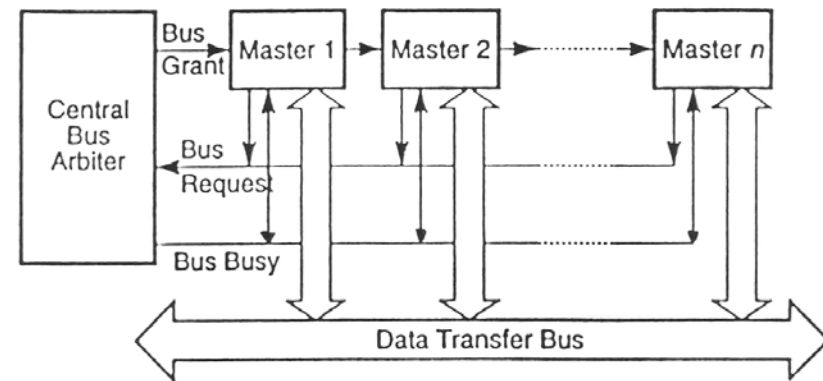 Bus
Grant
Master 1
Master 2
Master n
Central
Bus
Arbiter
Bus
Request
Bus Busy
Data Transfer Bus